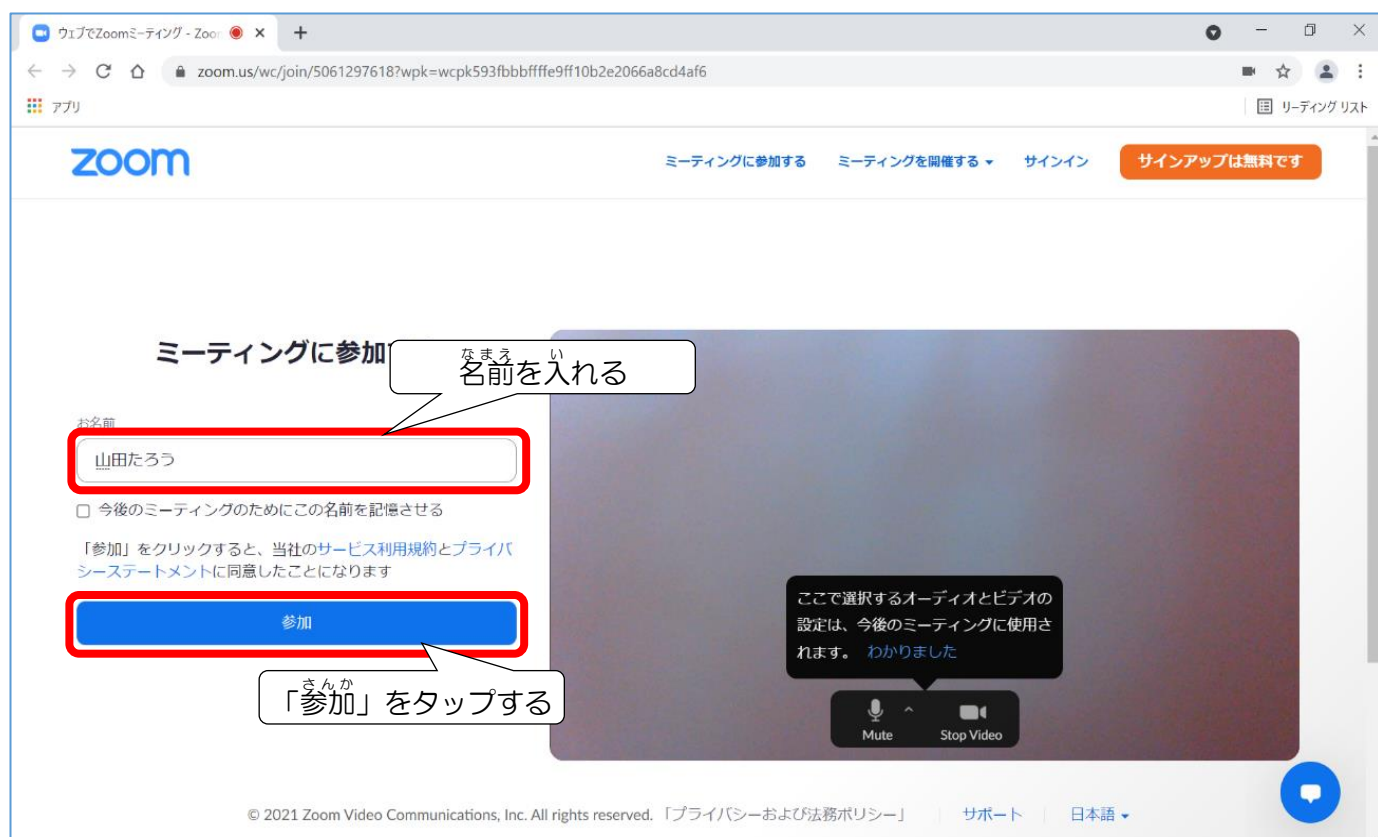 ウェブでZoomミーティング - Zoo
zoom.us/wc/join/5061297618?wpk=wcpk593fbbbffffe9ff10b2e2066a8cd4af6
アプリ
リーディング リスト
zoom
ミーティングに参加する
ミーティングを開催する
サインイン
サインアップは無料です
ミーティングに参加
なまえ い
名前を入れる
お名前
山田たろう
今後のミーティングのためにこの名前を記憶させる
「参加」をクリックすると、当社のサービス利用規約とプライバ
シーステートメントに同意したことになります
参加
さんか
「参加」をタップする
ここで選択するオーディオとビデオの
設定は、今後のミーティングに使用さ
れます。 わかりました
Mute
Stop Video
© 2021 Zoom Video Communications, Inc. All rights reserved. 「プライバシーおよび法務ポリシー」
サポート
日本語